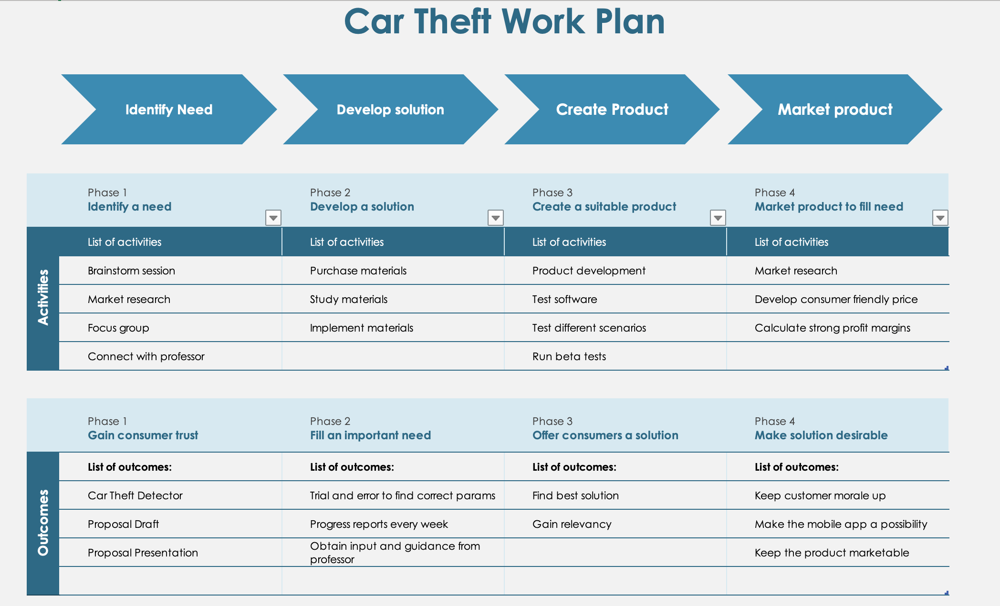 Car Theft Work Plan
Identify Need
Develop solution
Create Product
Market product
Phase 1
Identify a need
Phase 2
Develop a solution
Phase 3
Create a suitable product
Phase 4
Market product to fill need
Activities
List of activities
List of activities
List of activities
List of activities
Brainstorm session
Purchase materials
Product development
Market research
Market research
Study materials
Test software
Develop consumer friendly price
Focus group
Implement materials
Test different scenarios
Calculate strong profit margins
Connect with professor
Run beta tests
Phase 1
Gain consumer trust
Phase 2
Fill an important need
Phase 3
Offer consumers a solution
Phase 4
Make solution desirable
Outcomes
List of outcomes:
List of outcomes:
List of outcomes:
List of outcomes:
Car Theft Detector
Trial and error to find correct params
Find best solution
Keep customer morale up
Proposal Draft
Progress reports every week
Gain relevancy
Make the mobile app a possibility
Proposal Presentation
Obtain input and guidance from
professor
Keep the product marketable